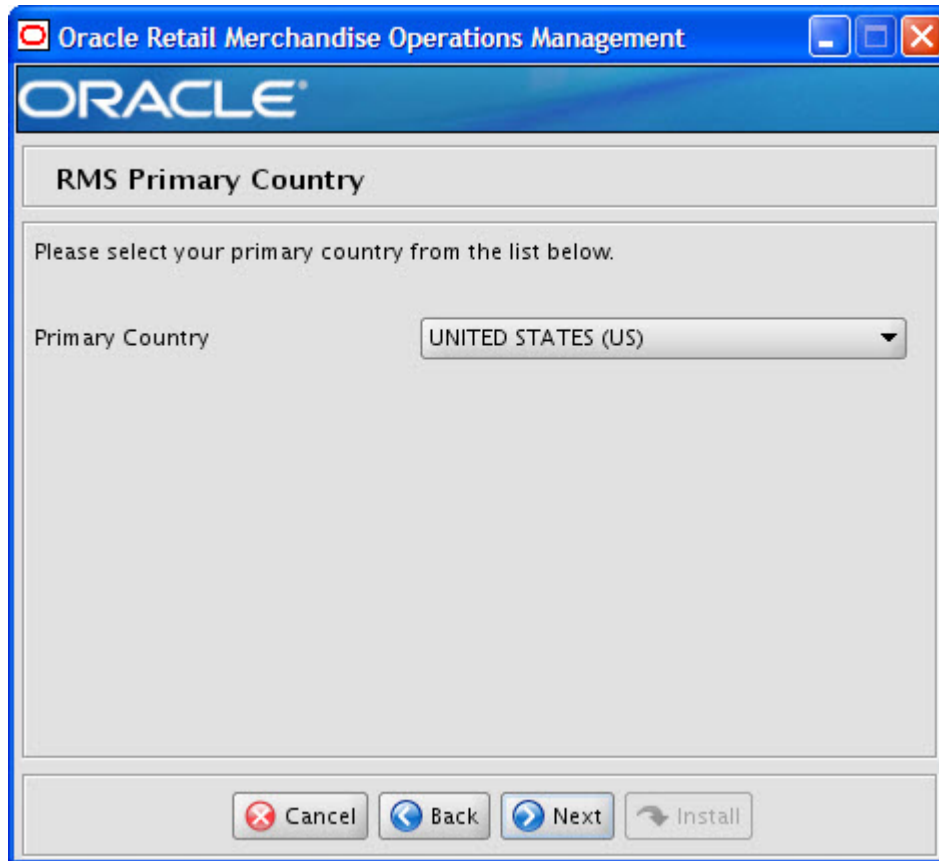 Oracle Retail Merchandise Operations Management
ORACLE
RMS Primary Country
Please select your primary country from the list below.
Primary Country UNITED STATES (US)
Cancel Back Next Install